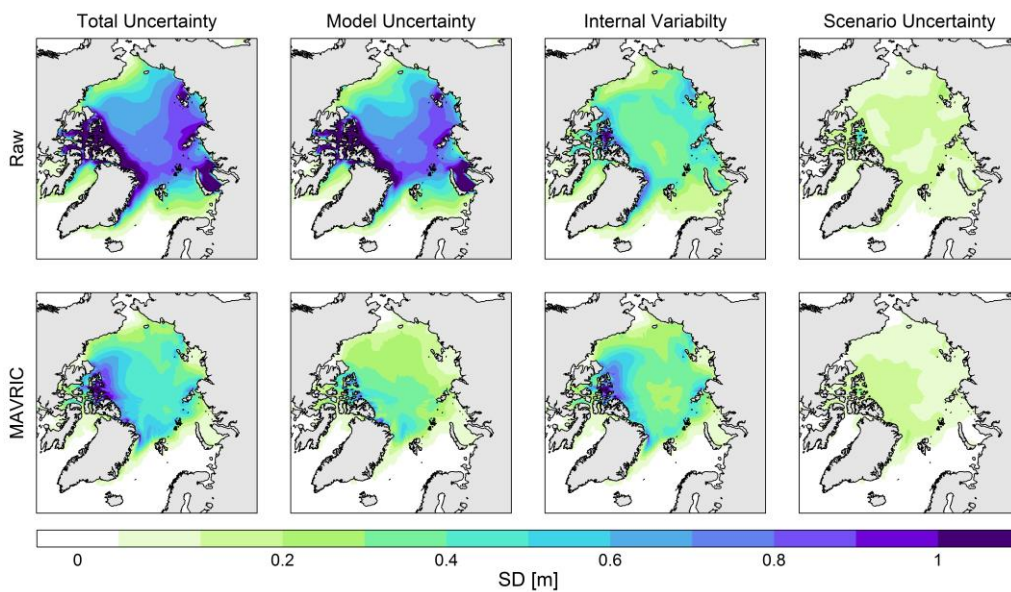 Total Uncertainty Model Uncertainty Internal Variabilty Scenario Uncertainty
Raw
MAVRIC
0 0.2 0.4 0.6 0.8 1
SD [m]